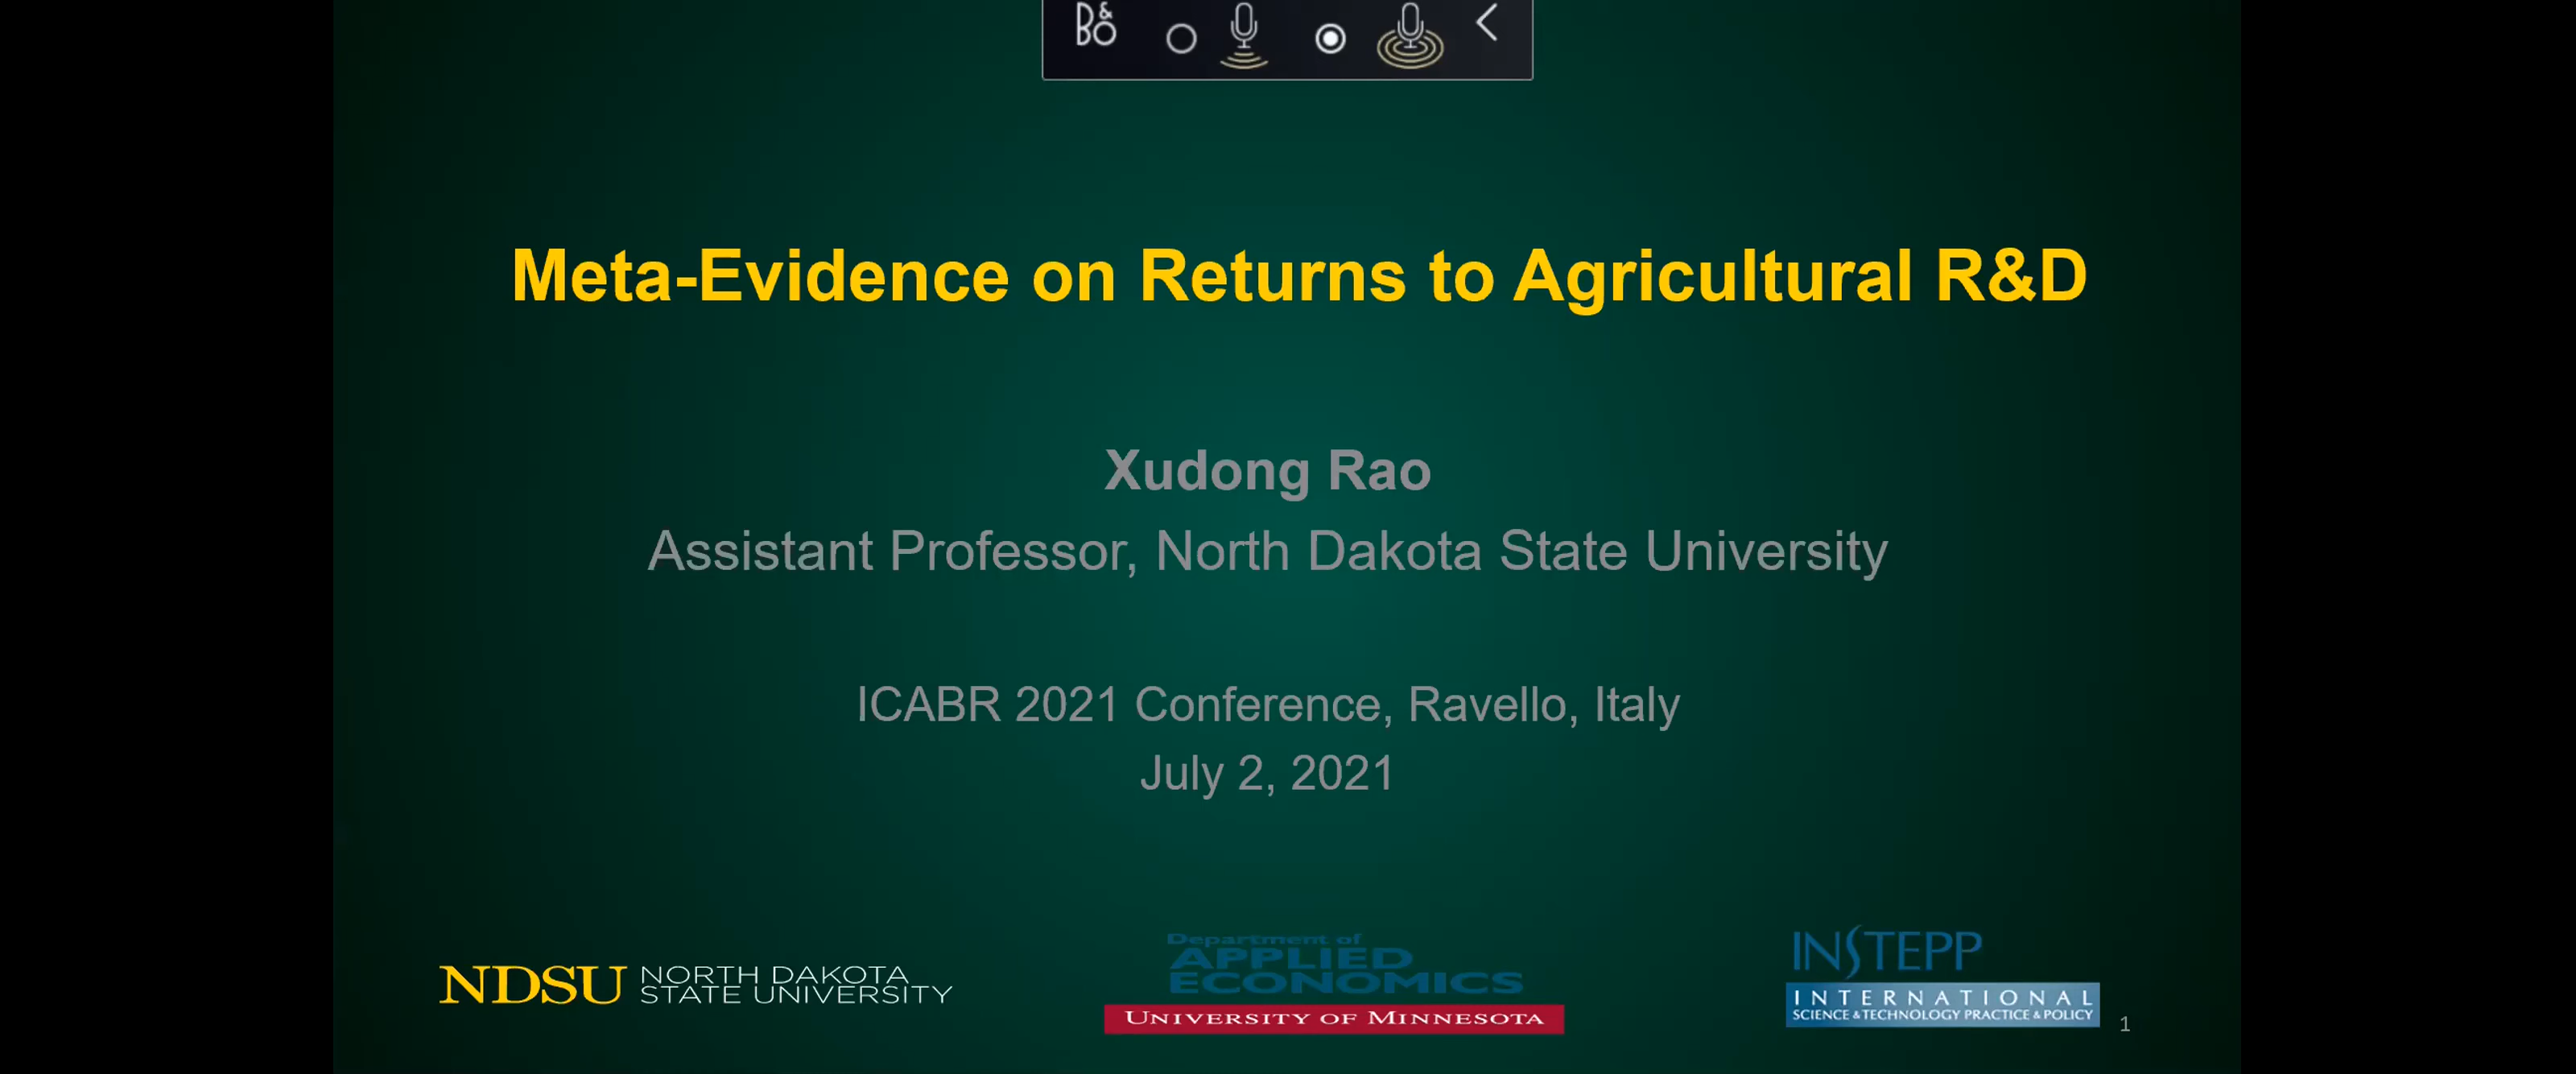 B&O
Meta-Evidence on Returns to Agricultural R&D
Xudong Rao
Assistant Professor, North Dakota State University
ICABR 2021 Conference, Ravello, Italy
July 2, 2021
NDSU NORTH DAKOTA
STATE UNIVERSITY
Department of
APPLIED
ECONOMICS
UNIVERSITY OF MINNESOTA
INSTEPP
INTERNATIONAL
SCIENCE & TECHNOLOGY PRACTICE & POLICY
1